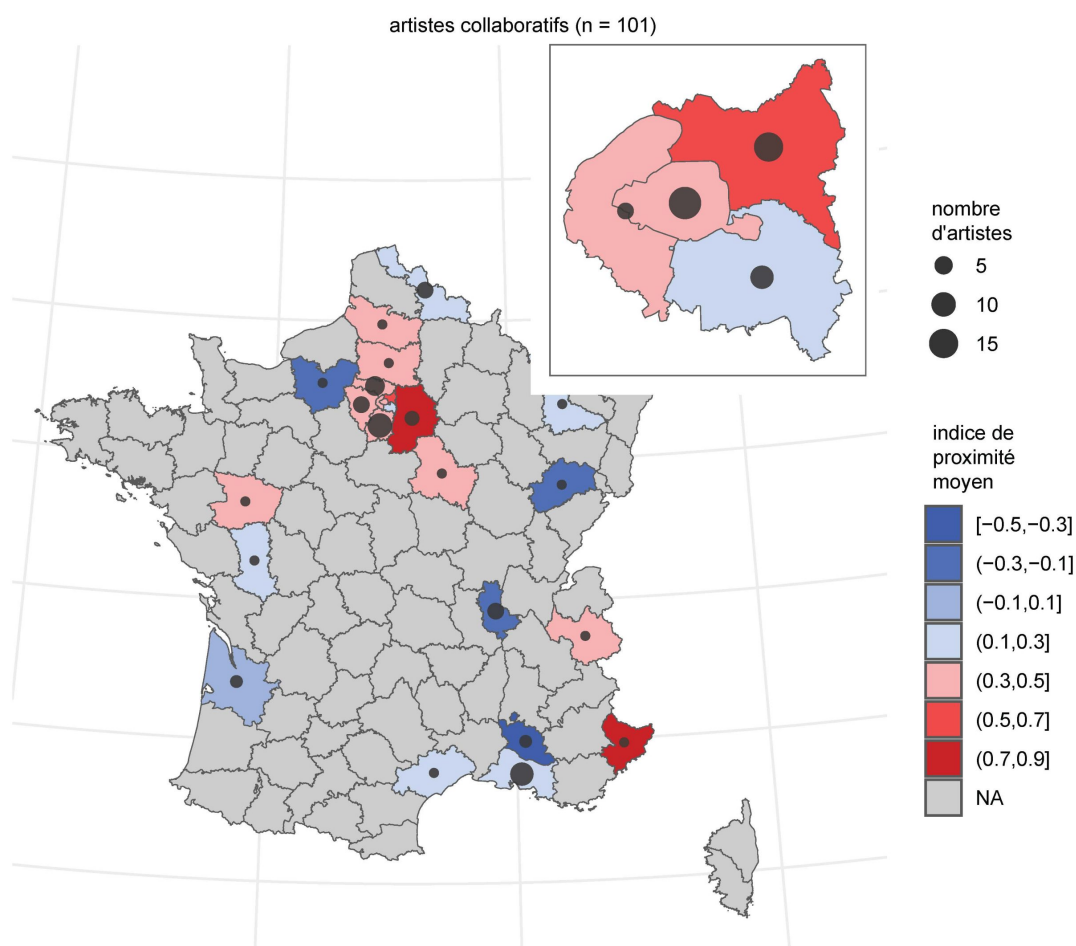 artistes collaboratifs (n = 101)
nombre
d'artistes
5
10
15
indice de
proximité
moyen
[−0.5,−0.3]
(−0.3,−0.1]
(−0.1,0.1]
(0.1,0.3]
(0.3,0.5]
(0.5,0.7]
(0.7,0.9]
NA